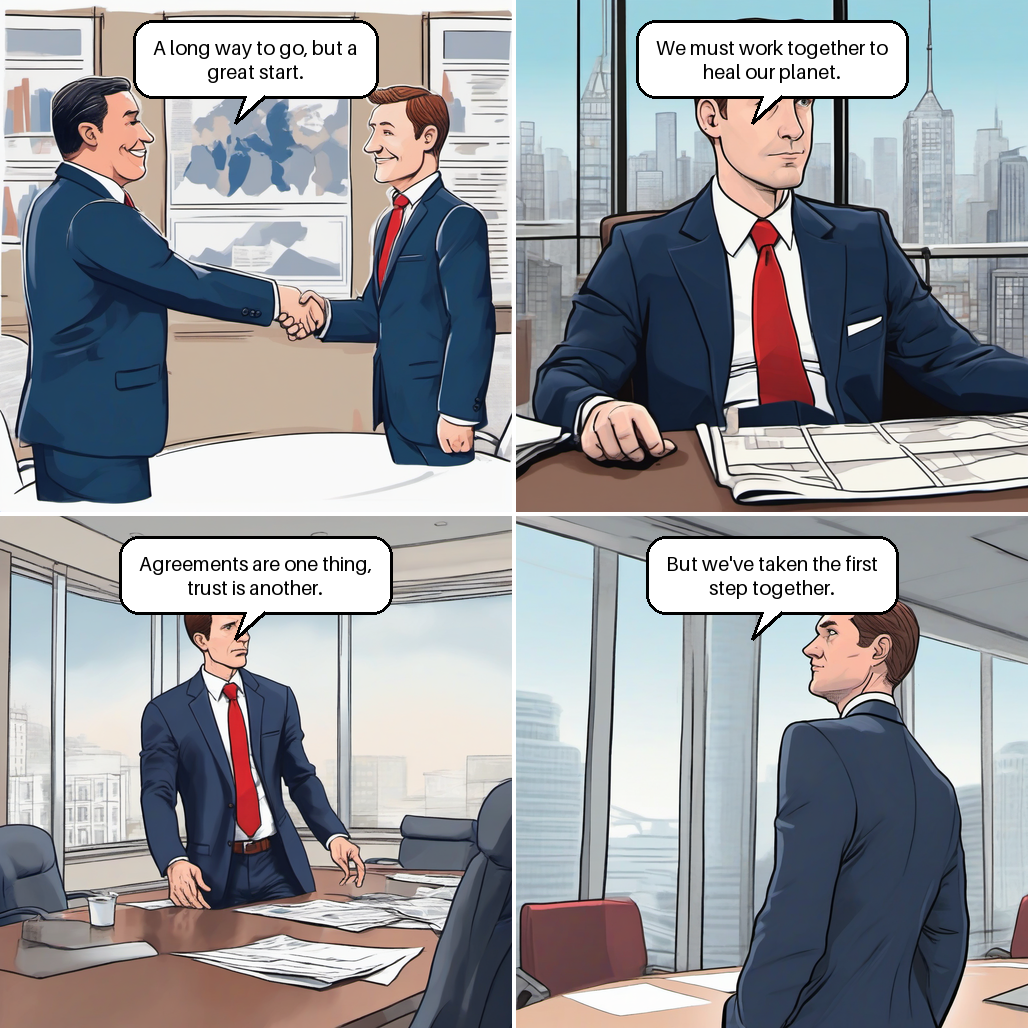 A long way to go, but a
great start.
We must work together to
heal our planet.
Agreements are one thing,
trust is another.
But we've taken the first
step together.